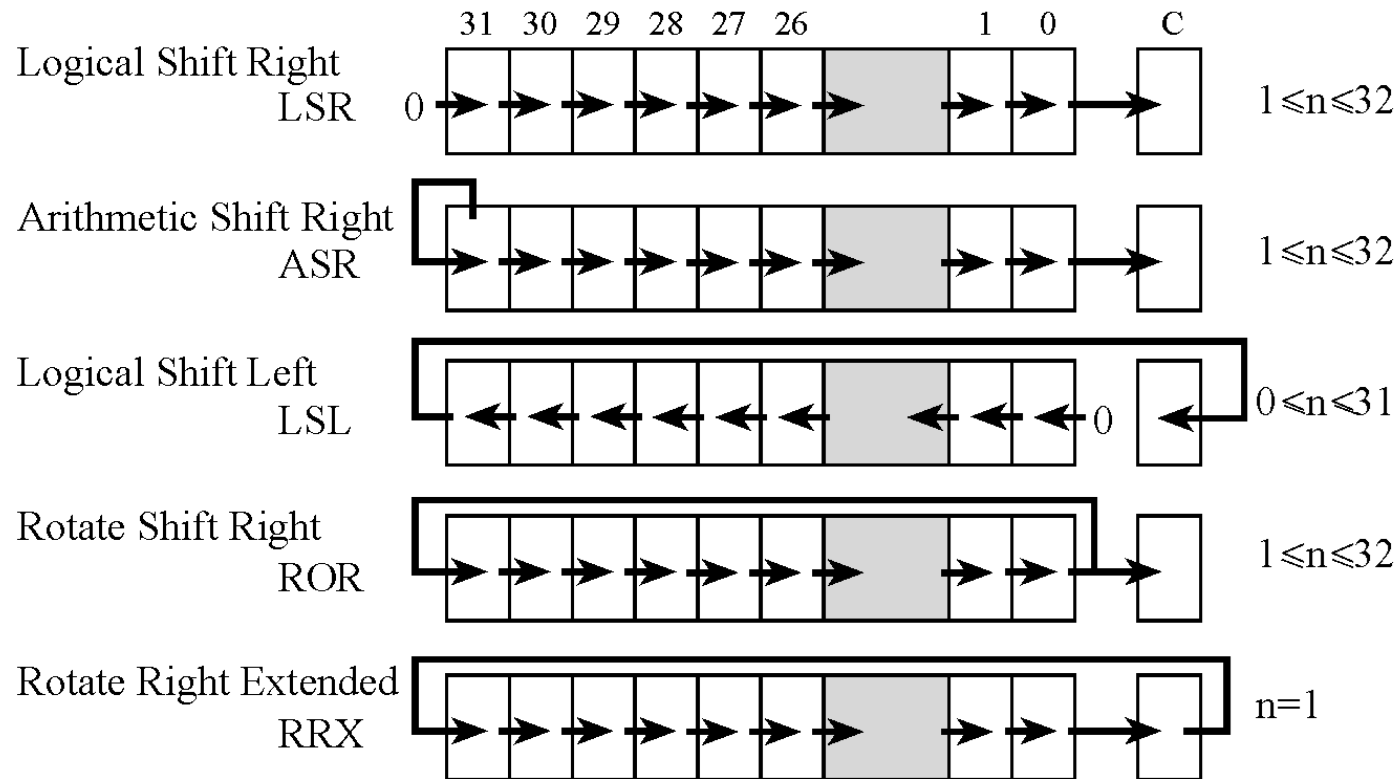 31 30 29 28 27 26 1 0 C
Logical Shift Right
LSR 0 1⩽n⩽32
Arithmetic Shift Right
ASR 1⩽n⩽32
Logical Shift Left
LSL 0 0⩽n⩽31
Rotate Shift Right
ROR 1⩽n⩽32
Rotate Right Extended
RRX n=1